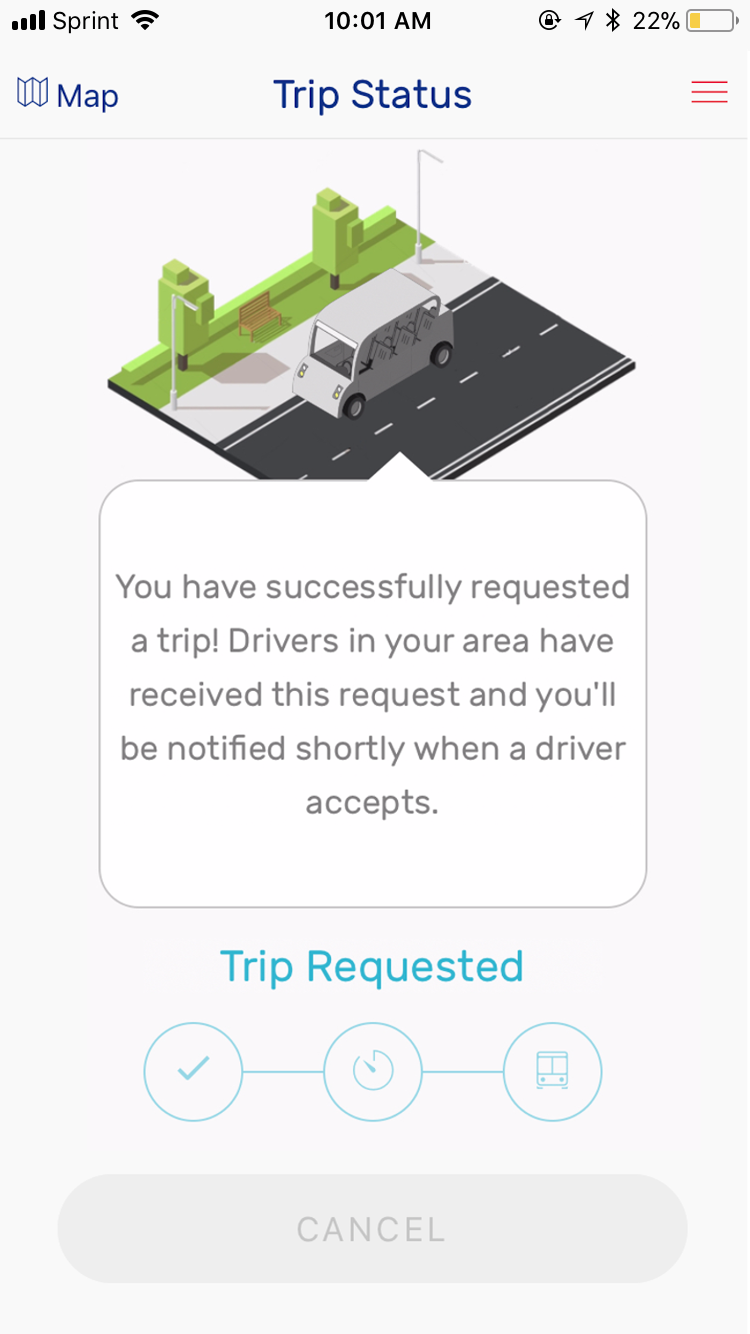 Sprint 10:01 AM 22%
Map Trip Status
You have successfully requested
a trip! Drivers in your area have
received this request and you'll
be notified shortly when a driver
accepts.
Trip Requested
CANCEL